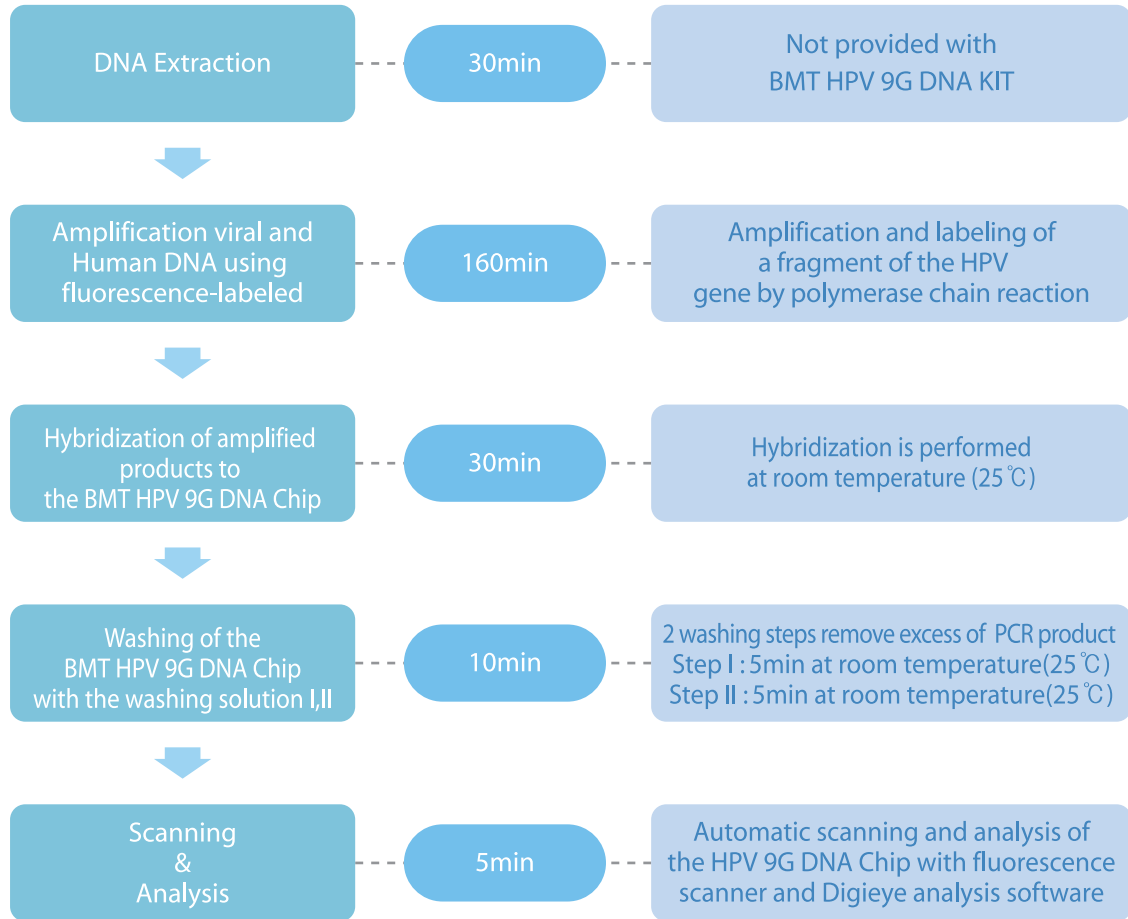 DNA Extraction
30min
Not provided with
BMT HPV 9G DNA KIT
Amplification viral and
Human DNA using
fluorescence-labeled
160min
Amplification and labeling of
a fragment of the HPV
gene by polymerase chain reaction
Hybridization of amplified
products to
the BMT HPV 9G DNA Chip
30min
Hybridization is performed
at room temperature (25℃)
Washing of the
BMT HPV 9G DNA Chip
with the washing solution I,II
10min
2 washing steps remove excess of PCR product
Step I : 5min at room temperature(25℃)
Step II : 5min at room temperature(25℃)
Scanning
&
Analysis
5min
Automatic scanning and analysis of
the HPV 9G DNA Chip with fluorescence
scanner and Digieye analysis software